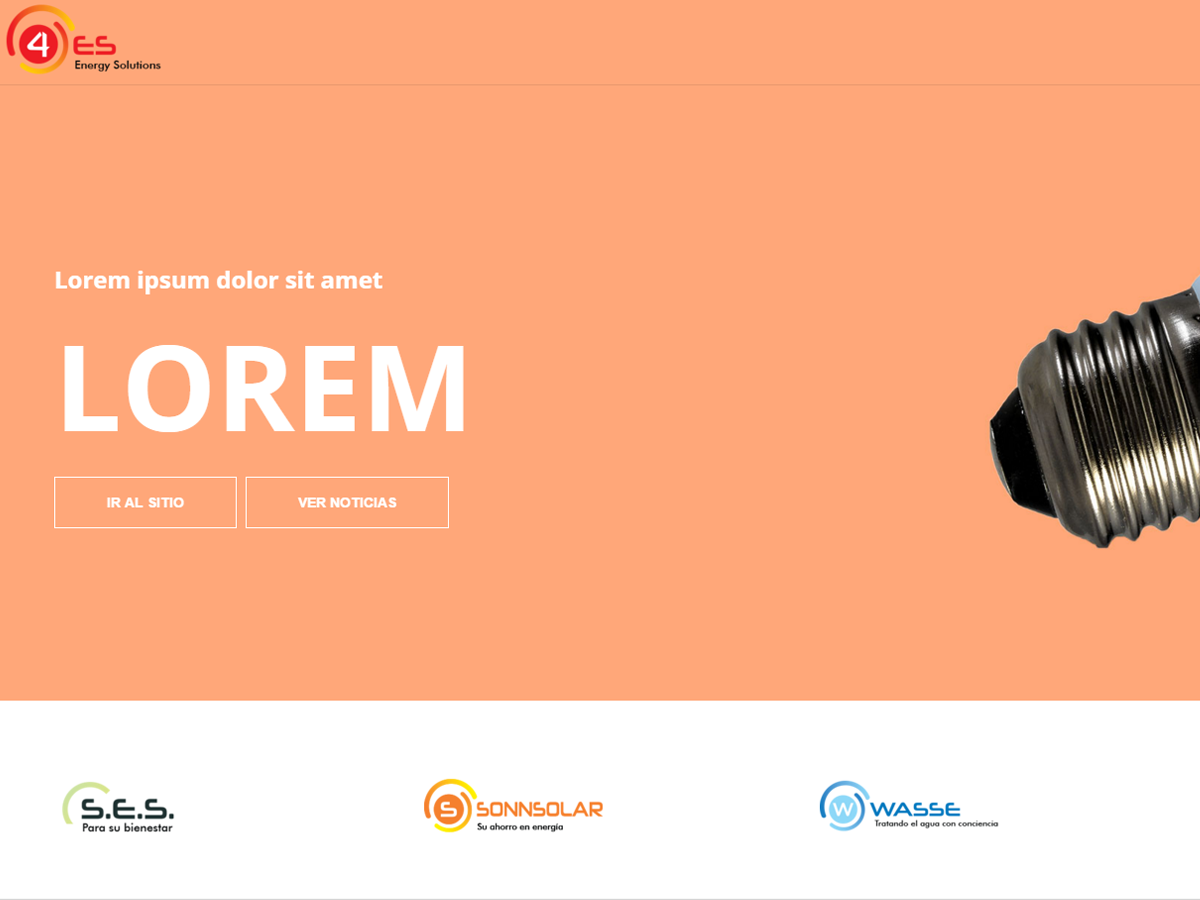 4 ES
Energy Solutions
Lorem ipsum dolor sit amet
LOREM
IR AL SITIO
VER NOTICIAS
S.E.S.
Para su bienestar
S SONNSOLAR
Su ahorro en energía
W WASSE
Tratando el agua con conciencia